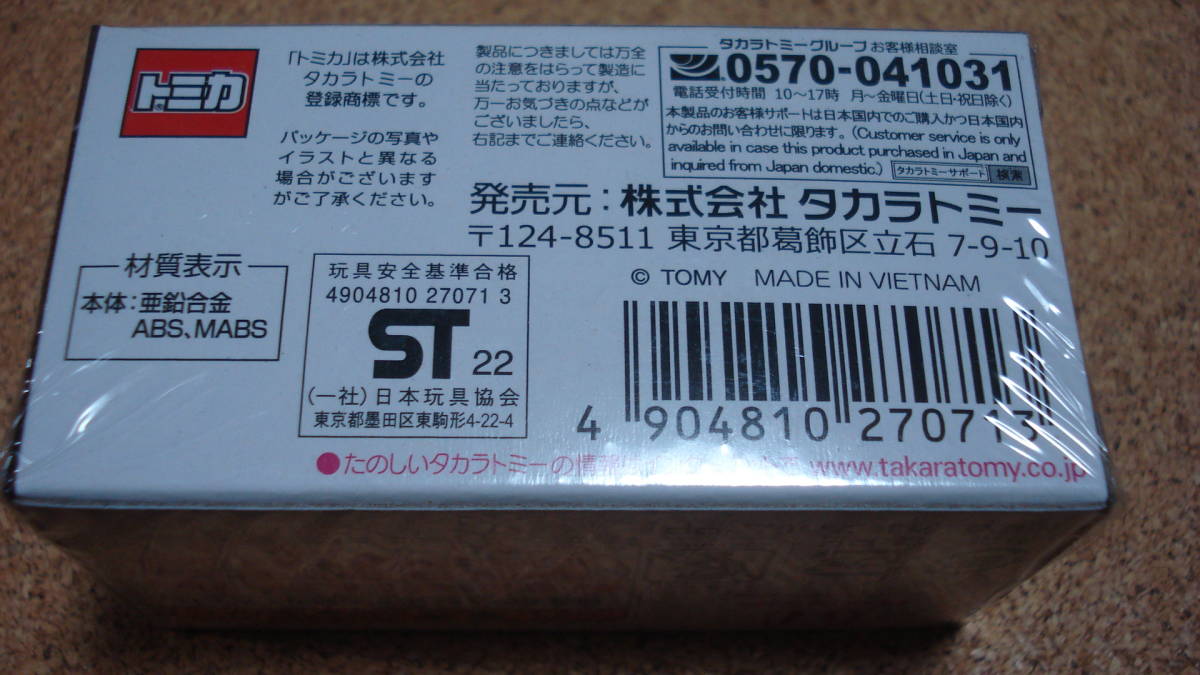 トミカ
®
「トミカ」は株式会社
タカラトミーの
登録商標です。
パッケージの写真や
イラストと異なる
場合がございます
がご了承ください。
製品につきましては万全
の注意をはらって製造に
当たっておりますが、
万一お気づきの点などが
ございましたら、
右記までご連絡ください。
タカラトミーグループ お客様相談室
0570-041031
電話受付時間 10〜17時 月〜金曜日(土日・祝日除く)
本製品のお客様サポートは日本国内でのご購入かつ日本国内
からのお問い合わせに限ります。(Customer service is only
available in case this product purchased in Japan and
inquired from Japan domestic.) タカラトミーサポート 検索
発売元：株式会社 タカラトミー
〒124-8511 東京都葛飾区立石 7-9-10
© TOMY MADE IN VIETNAM
材質表示
本体：亜鉛合金
ABS、MABS
玩具安全基準合格
4904810 27071 3
ST 22
(一社)日本玩具協会
東京都墨田区東駒形4-22-4
4 904810 270713
●たのしいタカラトミーの情報 www.takaratomy.co.jp